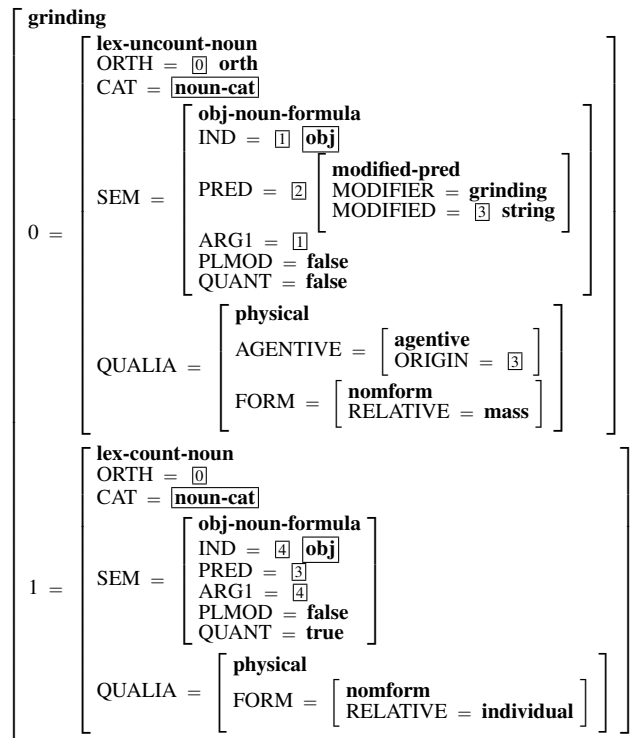 grinding
lex-uncount-noun
ORTH = 0 orth
CAT = noun-cat
obj-noun-formula
IND = 1 obj
modified-pred
PRED = 2 MODIFIER = grinding
MODIFIED = 3 string
SEM =
0 =
ARG1 = 1
PLMOD = false
QUANT = false
physical
AGENTIVE = agentive
ORIGIN = 3
QUALIA =
FORM = nomform
RELATIVE = mass
lex-count-noun
ORTH = 0
CAT = noun-cat
obj-noun-formula
IND = 4 obj
PRED = 3
SEM =
1 =
ARG1 = 4
PLMOD = false
QUANT = true
physical
QUALIA =
FORM = nomform
RELATIVE = individual